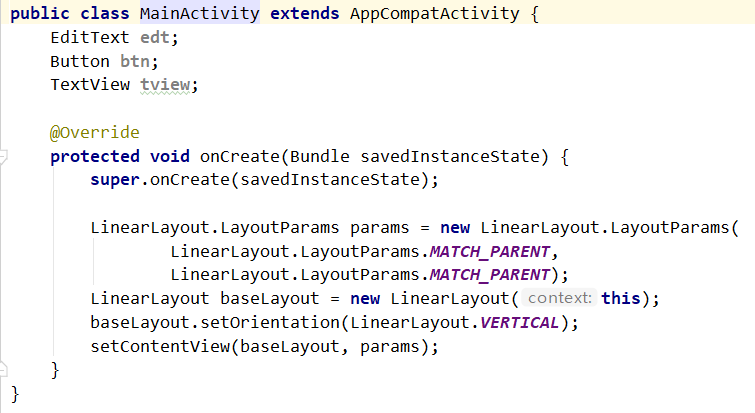 public class MainActivity extends AppCompatActivity {
    EditText edt;
    Button btn;
    TextView tview;

    @Override
    protected void onCreate(Bundle savedInstanceState) {
        super.onCreate(savedInstanceState);

        LinearLayout.LayoutParams params = new LinearLayout.LayoutParams(
                LinearLayout.LayoutParams.MATCH_PARENT,
                LinearLayout.LayoutParams.MATCH_PARENT);
        LinearLayout baseLayout = new LinearLayout( context: this);
        baseLayout.setOrientation(LinearLayout.VERTICAL);
        setContentView(baseLayout, params);
    }
}